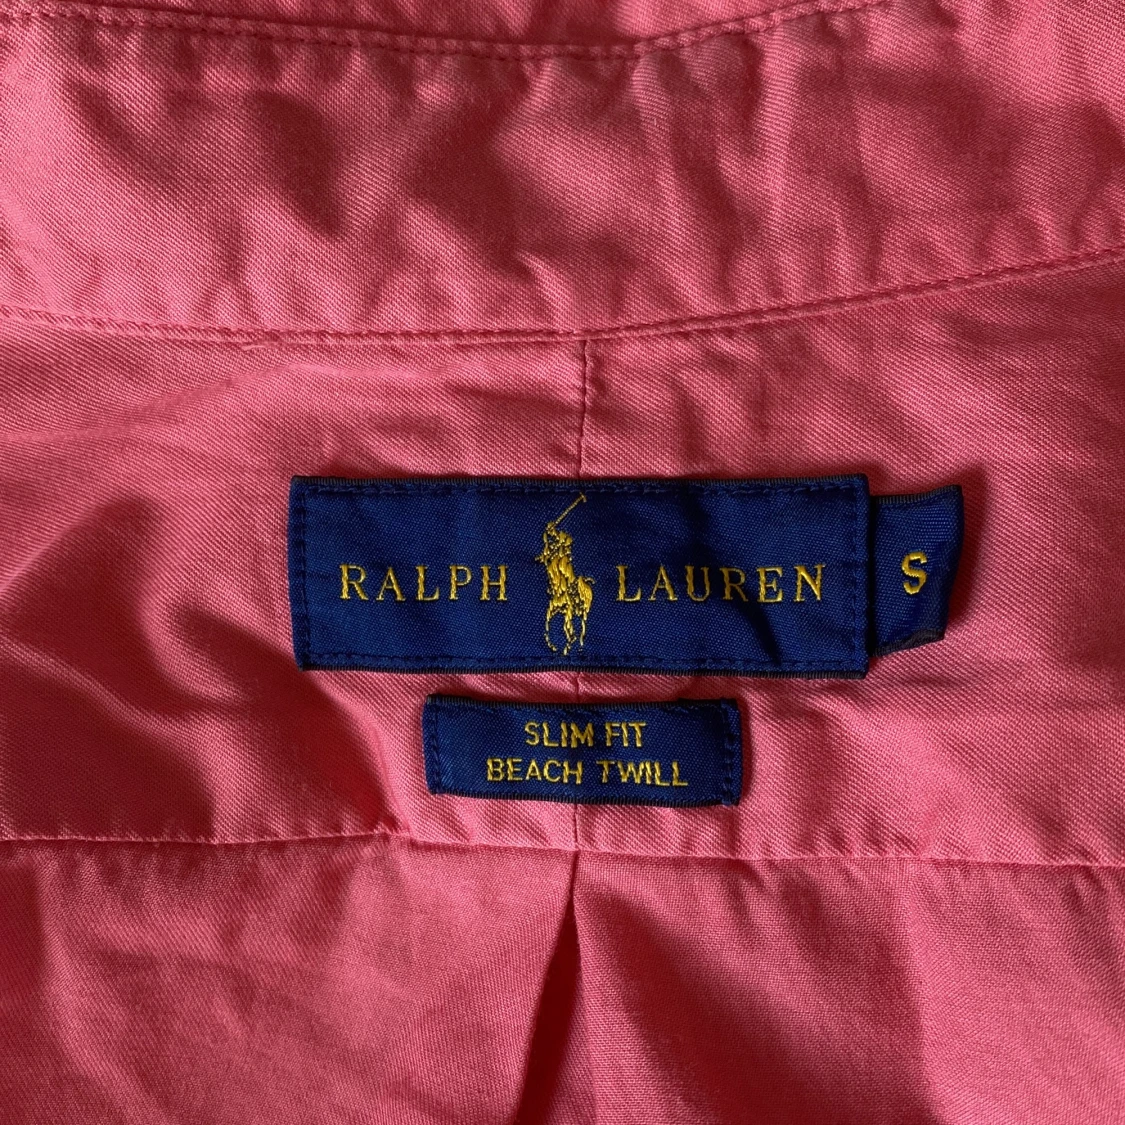 RALPH LAUREN S
SLIM FIT
BEACH TWILL